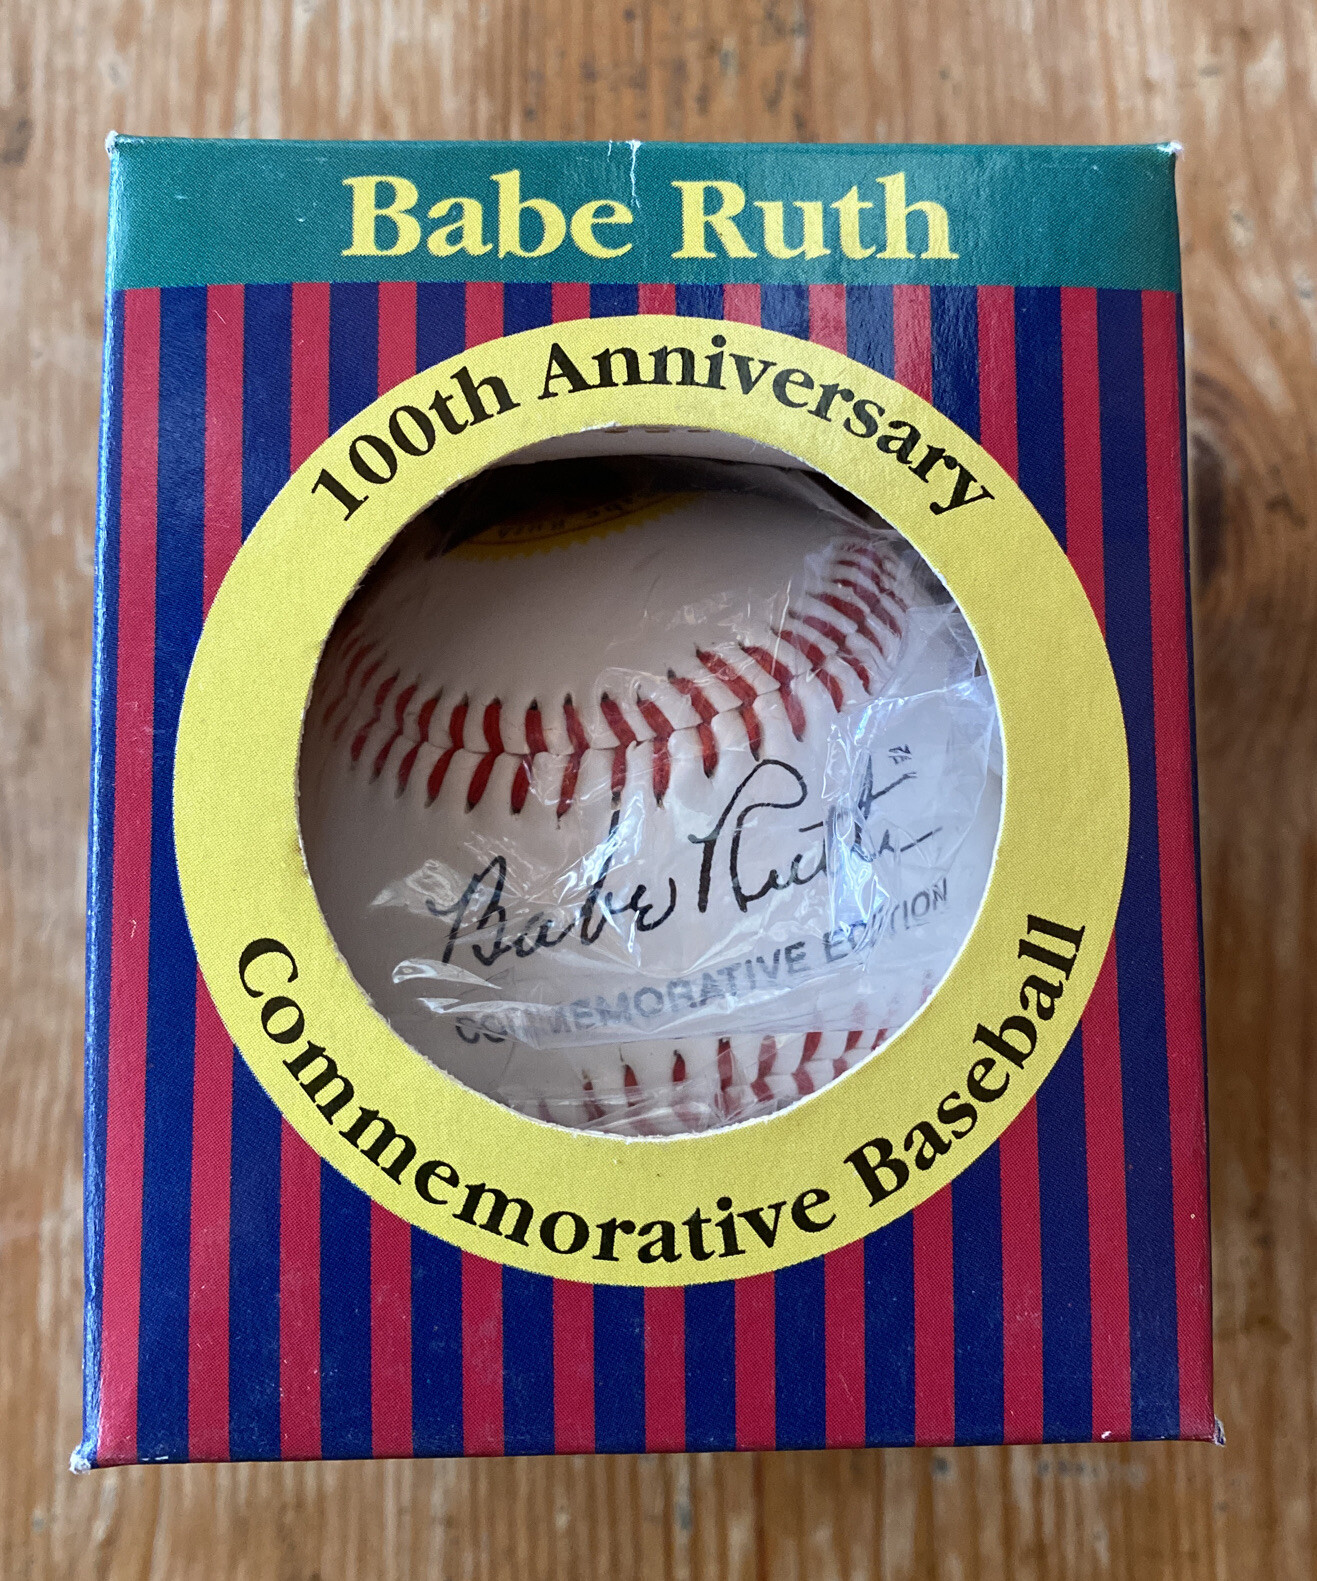 Babe Ruth
100th Anniversary
Babe Ruth
COMMEMORATIVE EDITION
Commemorative Baseball